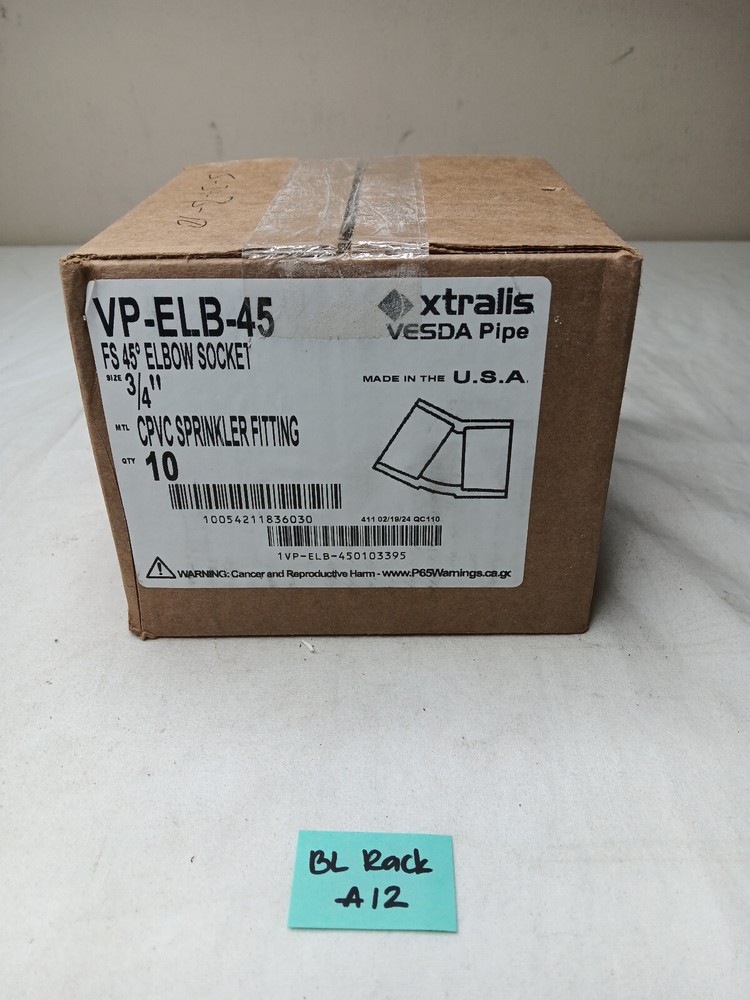 VP-ELB-45
xtralis
VESDA Pipe
FS 45° ELBOW SOCKET
SIZE 3/4"
MADE IN THE U.S.A.
MTL CPVC SPRINKLER FITTING
QTY 10
10054211836030
411 02/19/24 QC110
1VP-ELB-450103395
WARNING: Cancer and Reproductive Harm - www.P65Warnings.ca.gc
BL Rack
A12